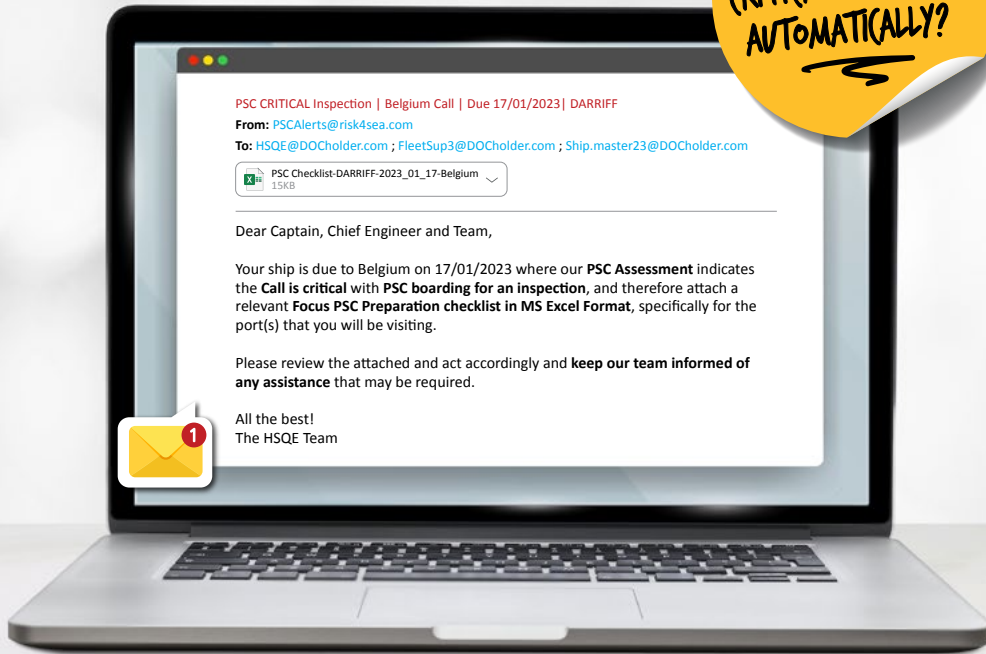 AUTOMATICALLY?
PSC CRITICAL Inspection | Belgium Call | Due 17/01/2023| DARRIFF
From: PSCAlerts@risk4sea.com
To: HSQE@DOCholder.com ; FleetSup3@DOCholder.com ; Ship.master23@DOCholder.com
PSC Checklist-DARRIFF-2023_01_17-Belgium
15KB
Dear Captain, Chief Engineer and Team,
Your ship is due to Belgium on 17/01/2023 where our PSC Assessment indicates
the Call is critical with PSC boarding for an inspection, and therefore attach a
relevant Focus PSC Preparation checklist in MS Excel Format, specifically for the
port(s) that you will be visiting.
Please review the attached and act accordingly and keep our team informed of
any assistance that may be required.
All the best!
The HSQE Team
1